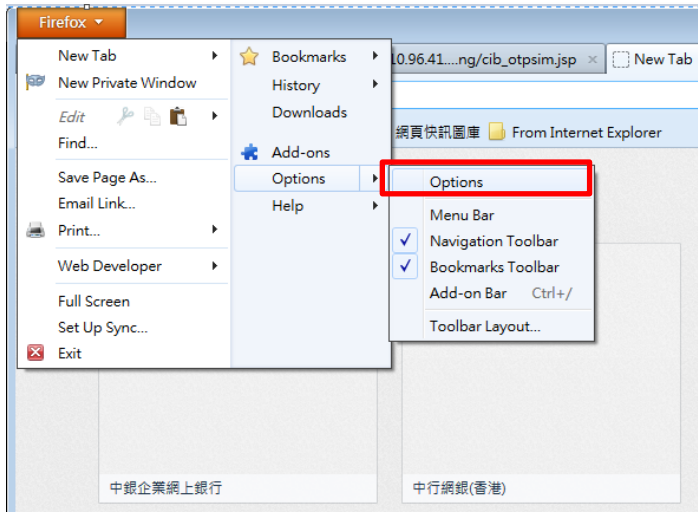 Firefox
New Tab
New Private Window
Edit
Find...
Save Page As...
Email Link...
Print...
Web Developer
Full Screen
Set Up Sync...
Exit
Bookmarks
History
Downloads
Add-ons
Options
Help
Options
Menu Bar
Navigation Toolbar
Bookmarks Toolbar
Add-on Bar Ctrl+/
Toolbar Layout...
10.96.41....ng/cib_otpsim.jsp
New Tab
網頁快訊圖庫 From Internet Explorer
中銀企業網上銀行
中行網銀(香港)